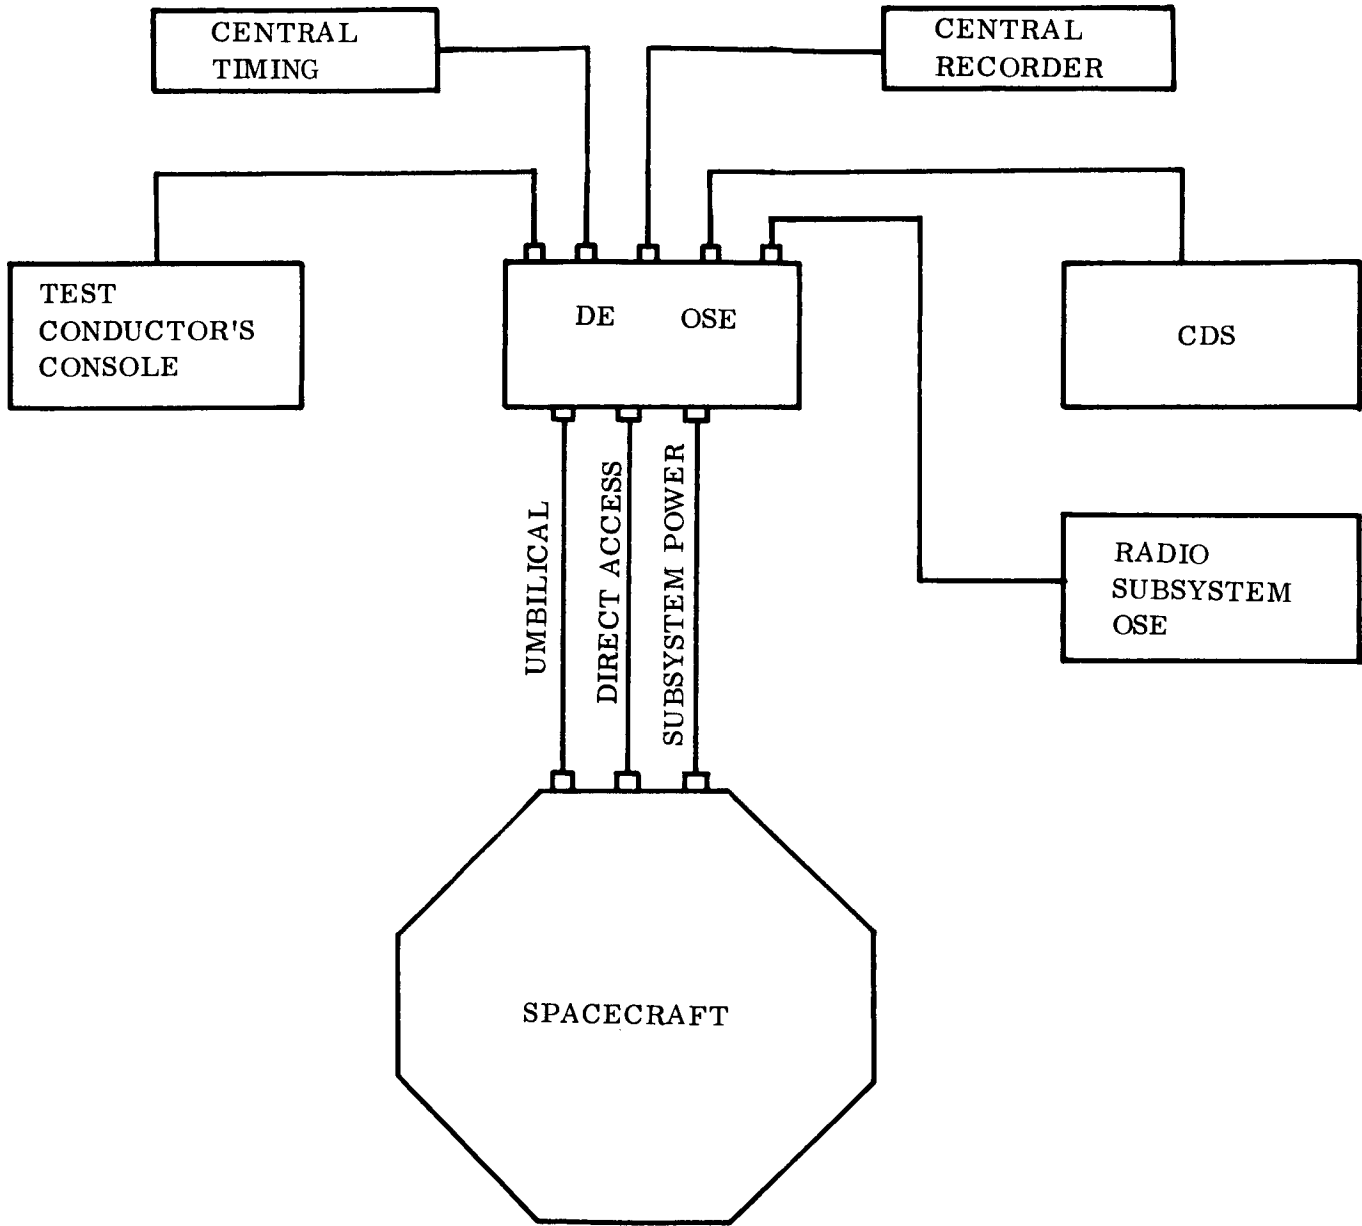 CENTRAL
TIMING
CENTRAL
RECORDER
TEST
CONDUCTOR'S
CONSOLE
DE OSE
CDS
UMBILICAL
DIRECT ACCESS
SUBSYSTEM POWER
RADIO
SUBSYSTEM
OSE
SPACECRAFT